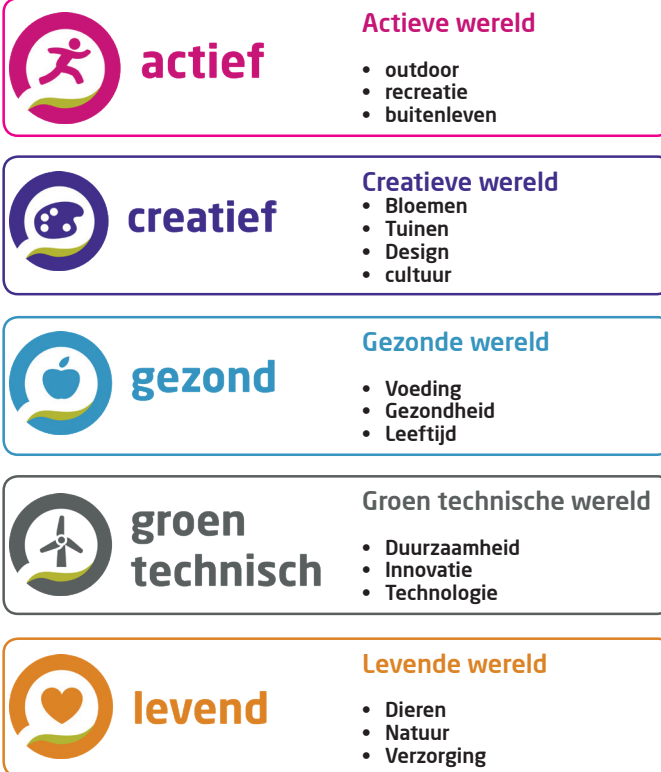 actief
Actieve wereld
• outdoor
• recreatie
• buitenleven
creatief
Creatieve wereld
• Bloemen
• Tuinen
• Design
• cultuur
gezond
Gezonde wereld
• Voeding
• Gezondheid
• Leeftijd
groen
technisch
Groen technische wereld
• Duurzaamheid
• Innovatie
• Technologie
levend
Levende wereld
• Dieren
• Natuur
• Verzorging